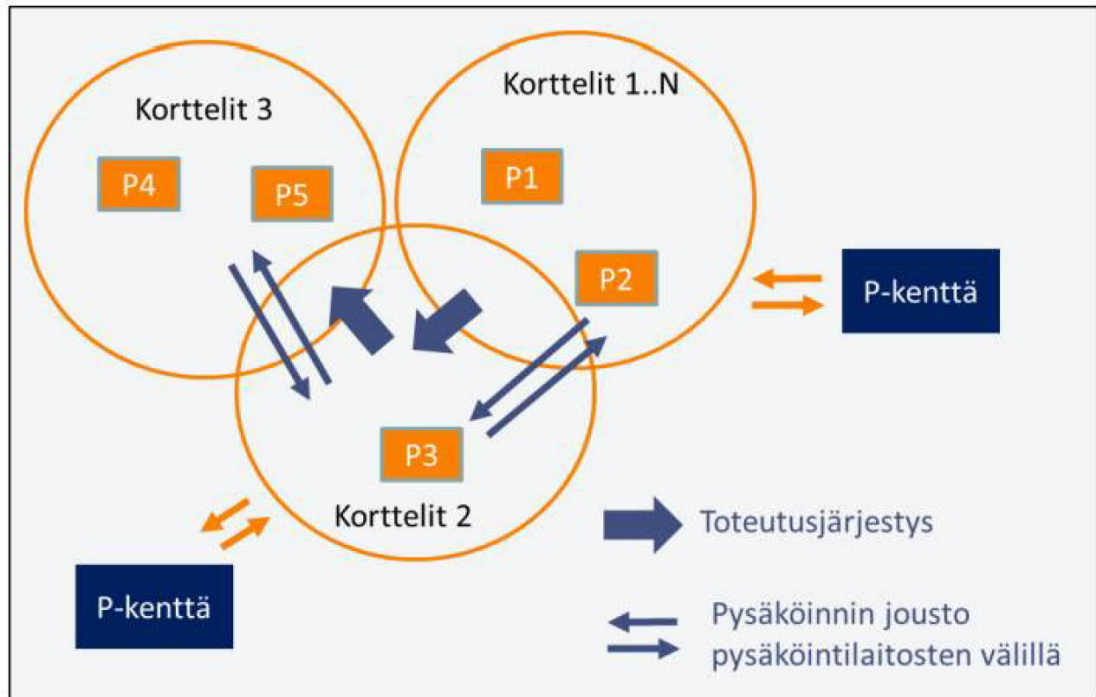 Korttelit 3
Korttelit 1..N
P4
P5
P1
P2
P-kenttä
P3
Korttelit 2
Toteutusjärjestys
P-kenttä
Pysäköinnin jousto
pysäköintilaitosten välillä